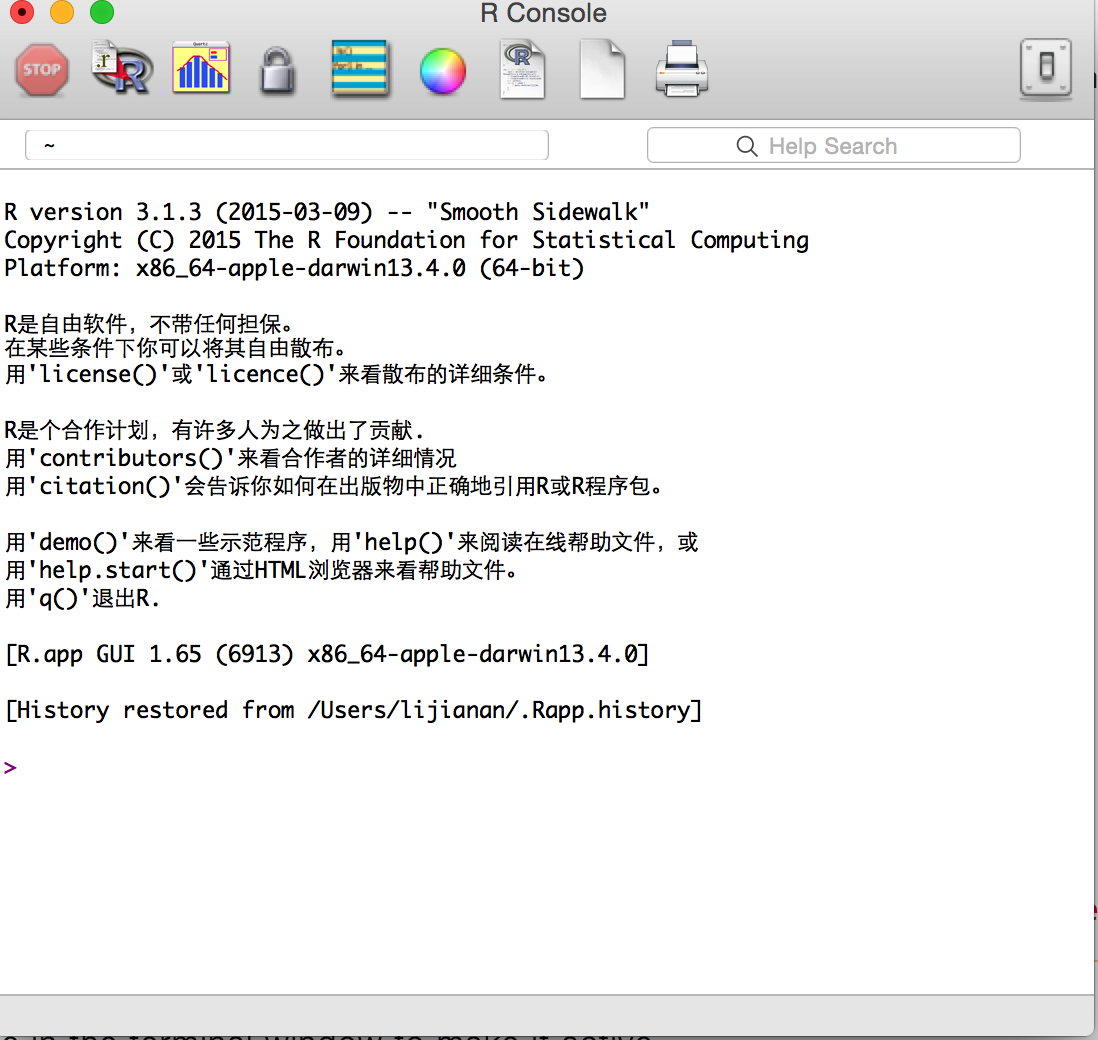 R Console
STOP
~
Help Search
R version 3.1.3 (2015-03-09) -- "Smooth Sidewalk"
Copyright (C) 2015 The R Foundation for Statistical Computing
Platform: x86_64-apple-darwin13.4.0 (64-bit)
R是自由软件，不带任何担保。
在某些条件下你可以将其自由散布。
用'license()'或'licence()'来看散布的详细条件。
R是个合作计划，有许多人为之做出了贡献.
用'contributors()'来看合作者的详细情况
用'citation()'会告诉你如何在出版物中正确地引用R或R程序包。
用'demo()'来看一些示范程序，用'help()'来阅读在线帮助文件，或
用'help.start()'通过HTML浏览器来看帮助文件。
用'q()'退出R.
[R.app GUI 1.65 (6913) x86_64-apple-darwin13.4.0]
[History restored from /Users/lijianan/.Rapp.history]
>
in the terminal window to make it active